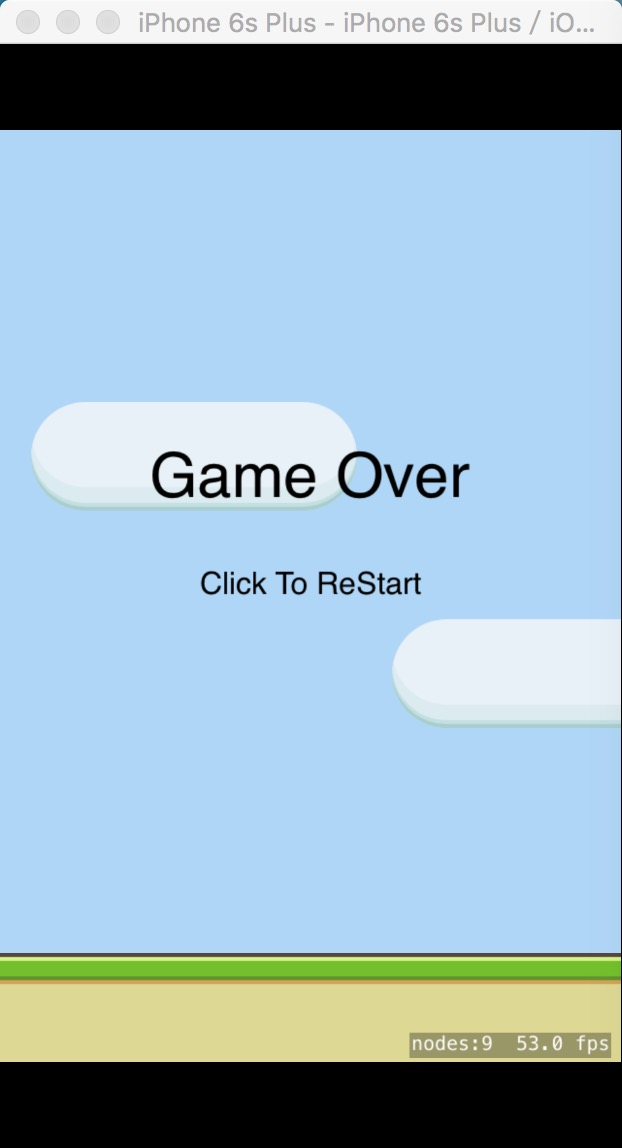 iPhone 6s Plus - iPhone 6s Plus / iO...
Game Over
Click To ReStart
nodes:9 53.0 fps